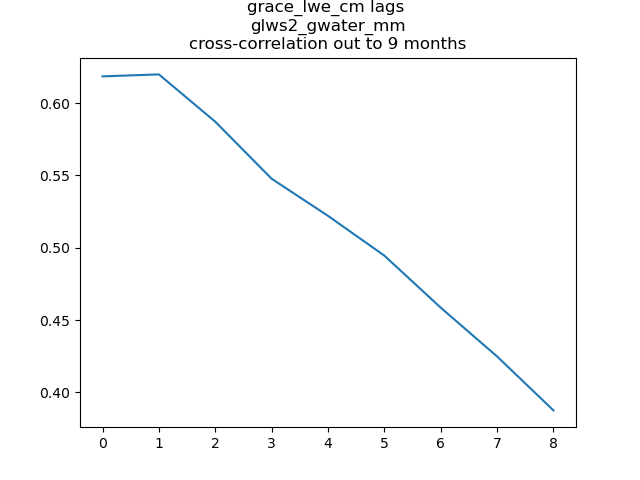 grace_lwe_cm lags
glws2_gwater_mm
cross-correlation out to 9 months
0.60
0.55
0.50
0.45
0.40
0 1 2 3 4 5 6 7 8